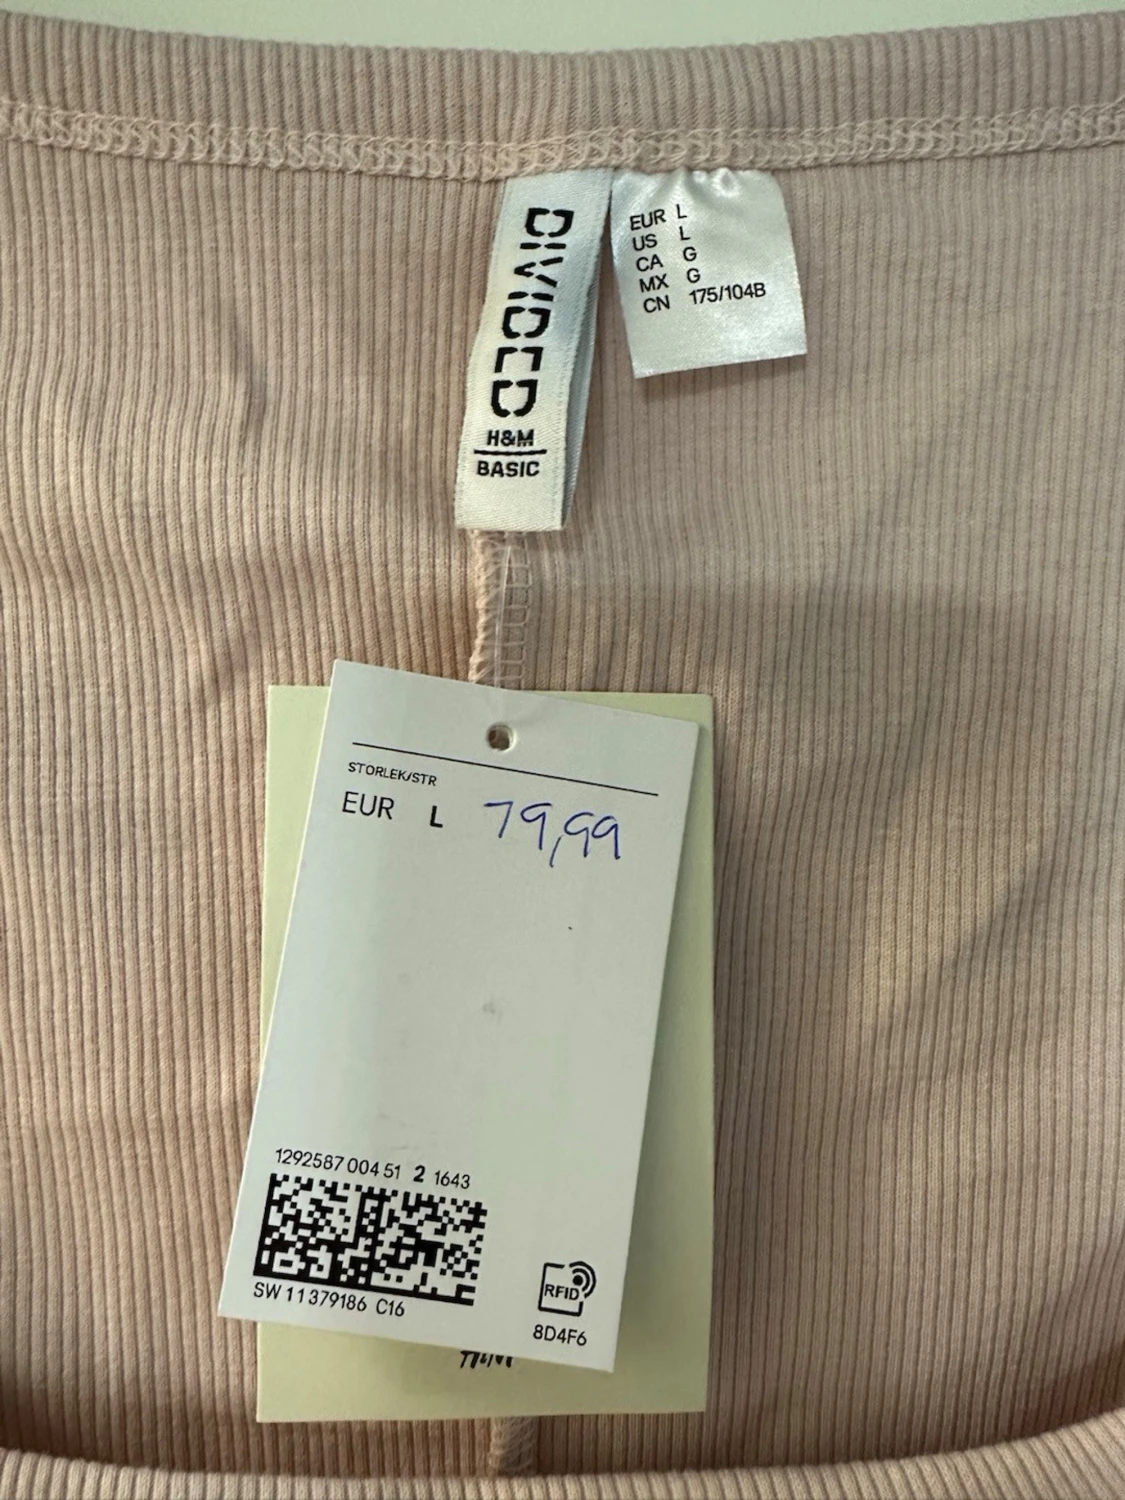 DIVIDED
H&M
BASIC
EUR L
US L
CA G
MX G
CN 175/104B
STORLEK/STR
EUR L 79,99
1292587 004 51 2 1643
SW 11379186 C16
RFID
8D4F6